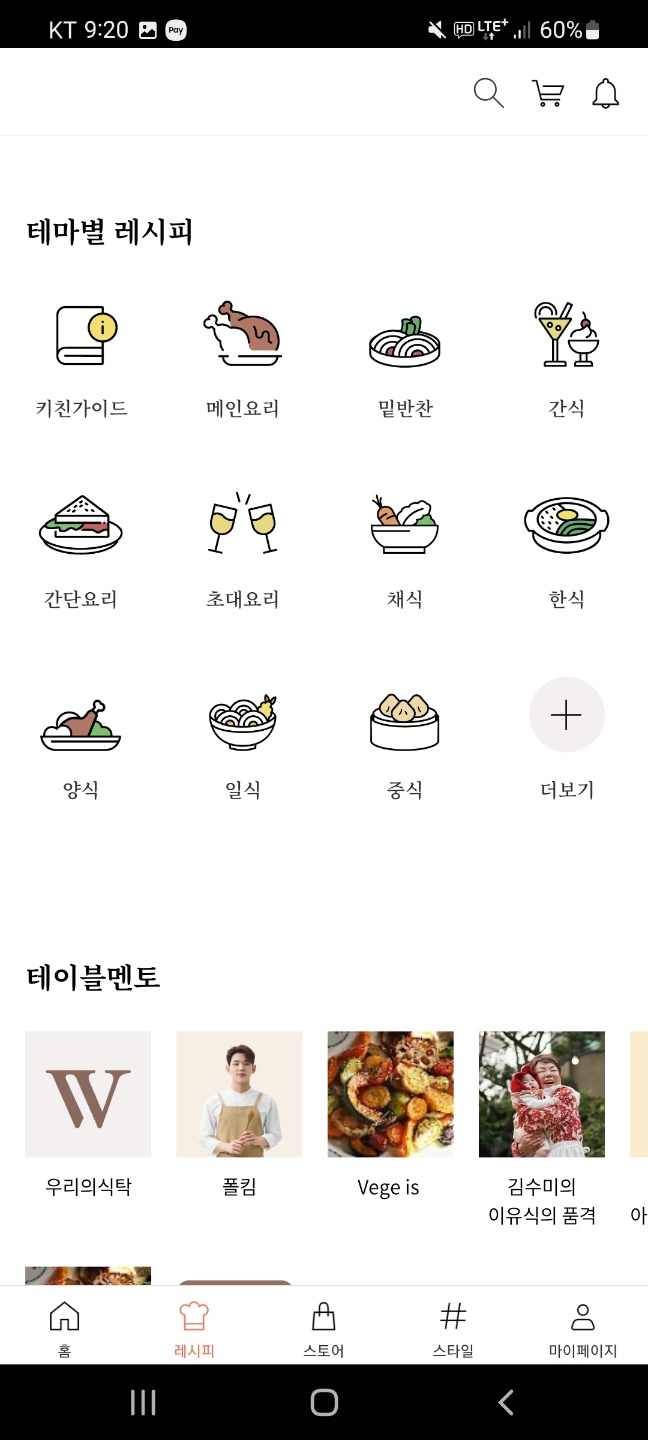 KT 9:20 Pay HD LTE+ 60%
테마별 레시피
키친가이드 메인요리 밑반찬 간식
간단요리 초대요리 채식 한식
양식 일식 중식 더보기
테이블멘토
W
우리의식탁 폴킴 Vege is 김수미의
이유식의 품격 아
홈 레시피 스토어 스타일 마이페이지